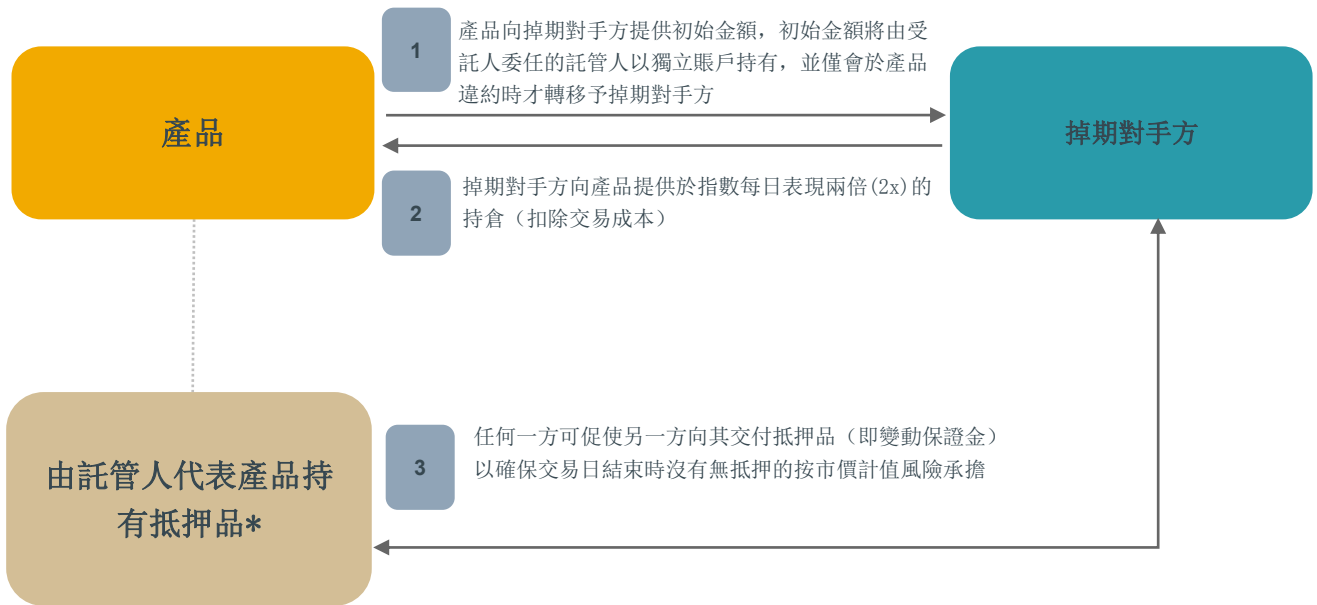 1
產品向掉期對手方提供初始金額，初始金額將由受
託人委任的託管人以獨立賬戶持有，並僅會於產品
違約時才轉移予掉期對手方
產品
掉期對手方
2
掉期對手方向產品提供於指數每日表現兩倍(2x)的
持倉（扣除交易成本）
由託管人代表產品持
有抵押品*
3
任何一方可促使另一方向其交付抵押品（即變動保證金）
以確保交易日結束時沒有無抵押的按市價計值風險承擔